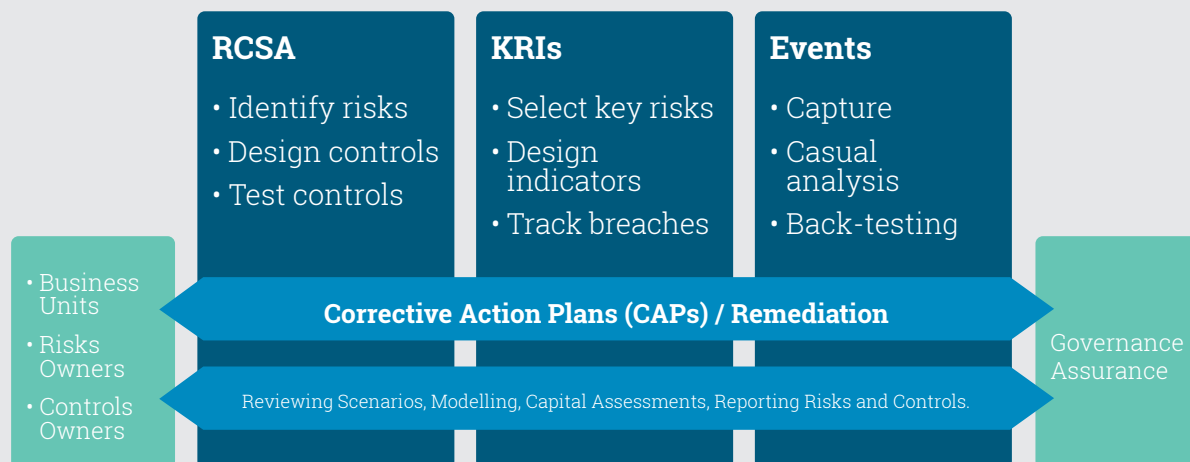 RCSA
• Identify risks
• Design controls
• Test controls
KRIs
• Select key risks
• Design
indicators
• Track breaches
Events
• Capture
• Casual
analysis
• Back-testing
• Business
Units
• Risks
Owners
• Controls
Owners
Corrective Action Plans (CAPs) / Remediation
Reviewing Scenarios, Modelling, Capital Assessments, Reporting Risks and Controls.
Governance
Assurance